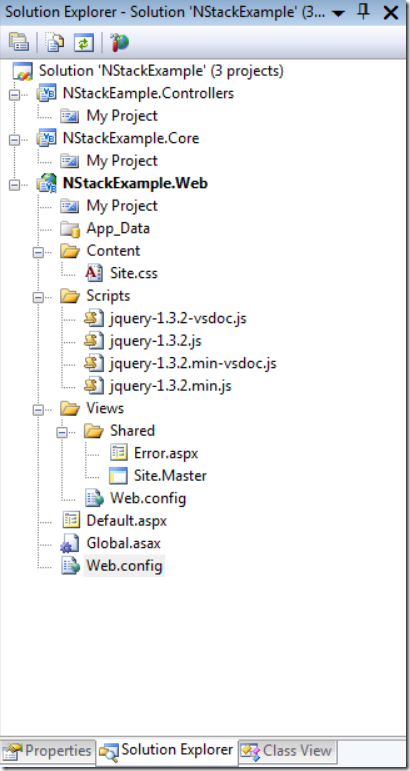 Solution Explorer - Solution 'NStackExample' (3...
Solution 'NStackExample' (3 projects)
NStackEample.Controllers
My Project
NStackExample.Core
My Project
NStackExample.Web
My Project
App_Data
Content
Site.css
Scripts
jquery-1.3.2-vsdoc.js
jquery-1.3.2.js
jquery-1.3.2.min-vsdoc.js
jquery-1.3.2.min.js
Views
Shared
Error.aspx
Site.Master
Web.config
Default.aspx
Global.asax
Web.config
Properties Solution Explorer Class View